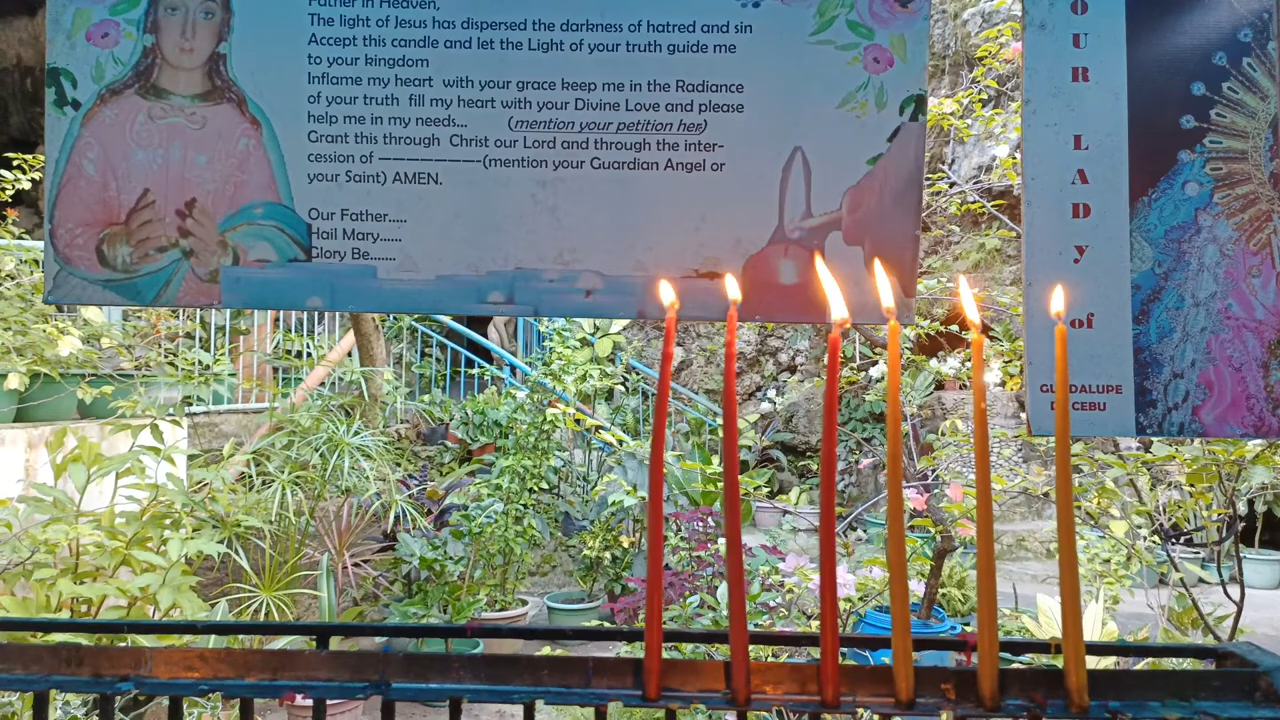 Father in Heaven,
The light of Jesus has dispersed the darkness of hatred and sin
Accept this candle and let the Light of your truth guide me
to your kingdom
Inflame my heart with your grace keep me in the Radiance
of your truth fill my heart with your Divine Love and please
help me in my needs... (mention your petition her)
Grant this through Christ our Lord and through the inter-
cession of ——————————(mention your Guardian Angel or
your Saint) AMEN.
Our Father.....
Hail Mary......
Glory Be.......
OUR
LADY
of
GUADALUPE
DE CEBU